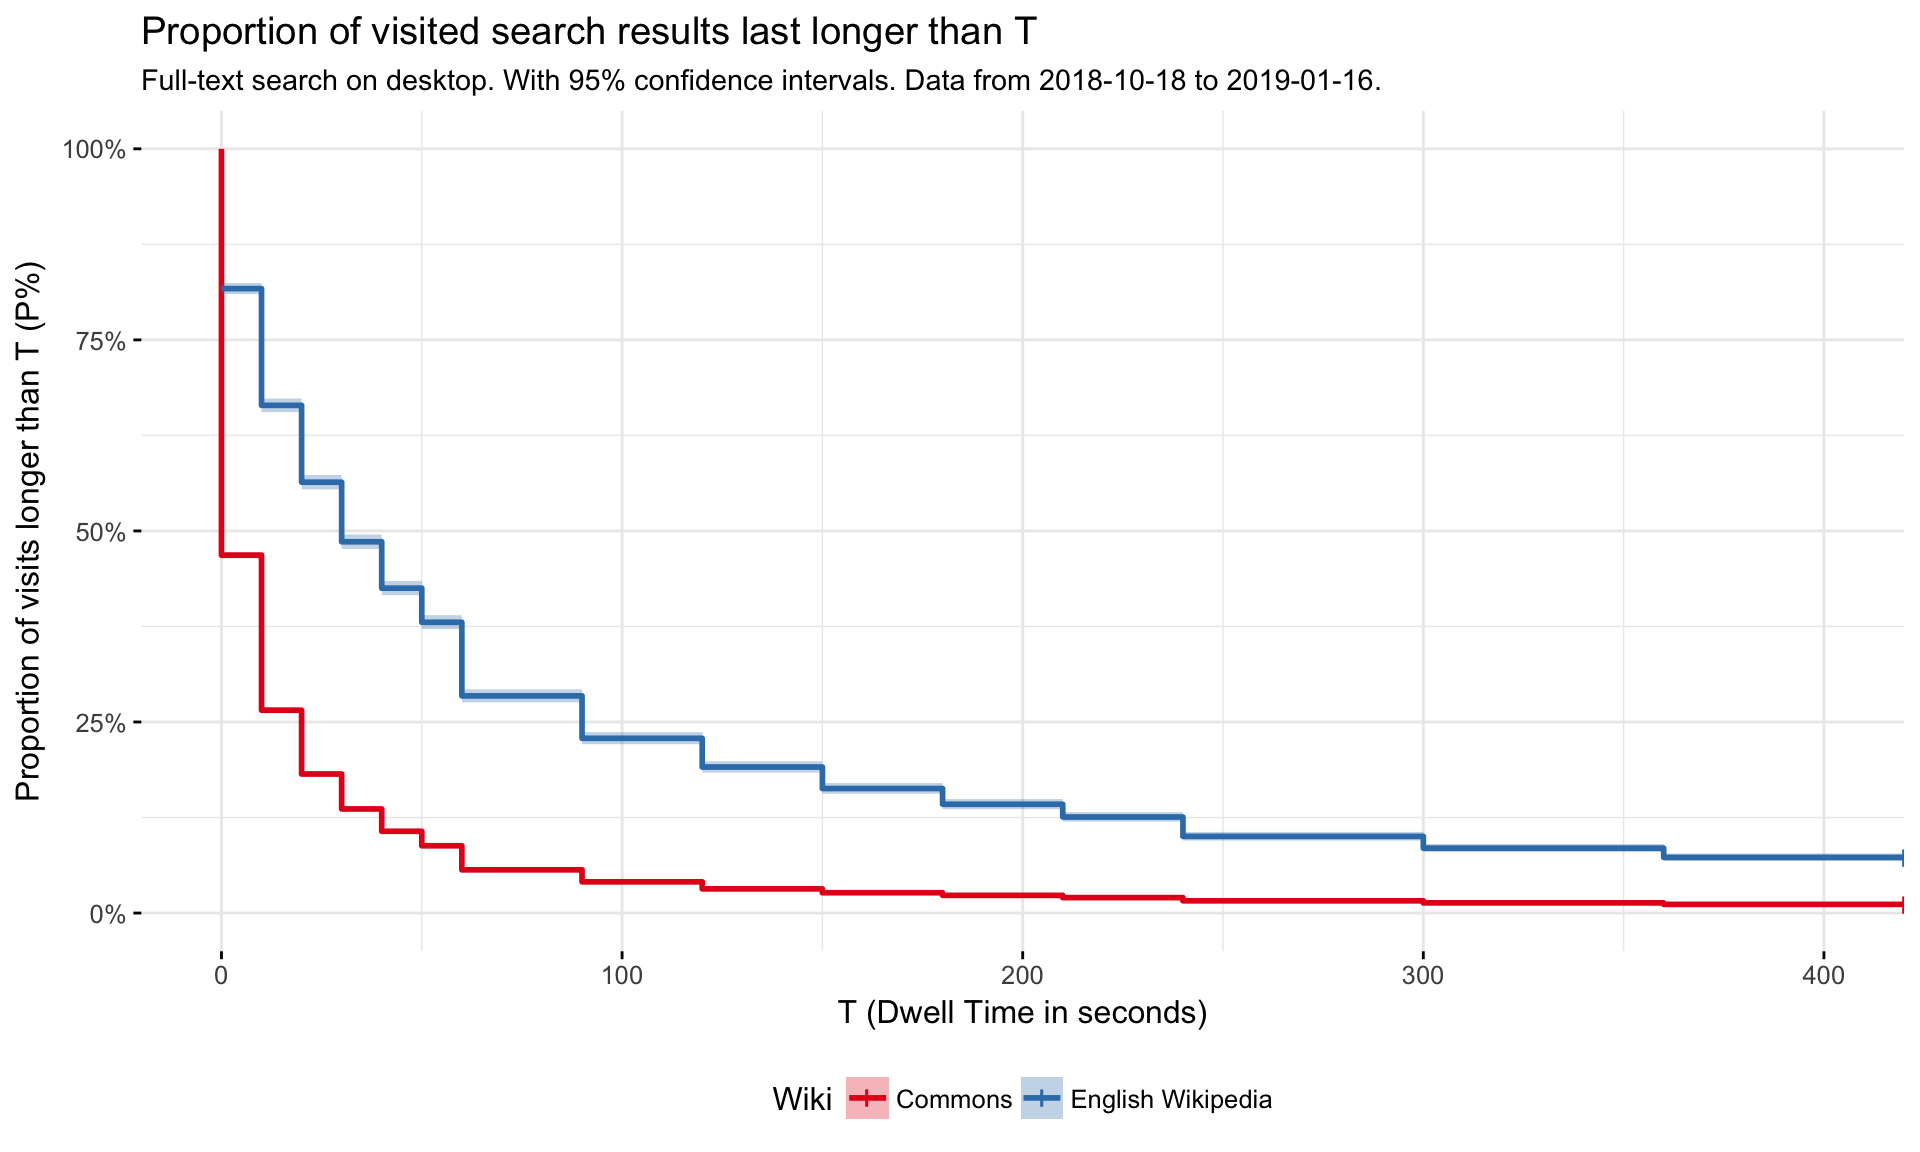 Proportion of visited search results last longer than T
Full-text search on desktop. With 95% confidence intervals. Data from 2018-10-18 to 2019-01-16.
Proportion of visits longer than T (P%)
100%
75%
50%
25%
0%
0 100 200 300 400
T (Dwell Time in seconds)
Wiki Commons English Wikipedia